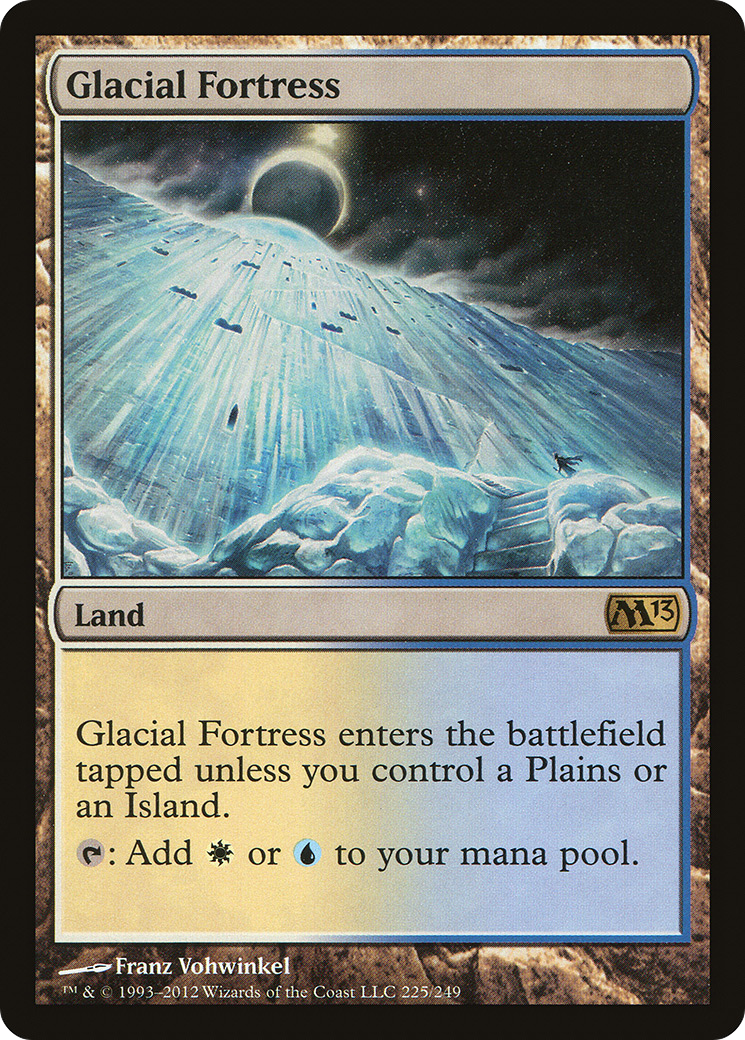 Glacial Fortress
Land
M13
Glacial Fortress enters the battlefield
tapped unless you control a Plains or
an Island.
: Add or to your mana pool.
Franz Vohwinkel
™ & © 1993–2012 Wizards of the Coast LLC 225/249